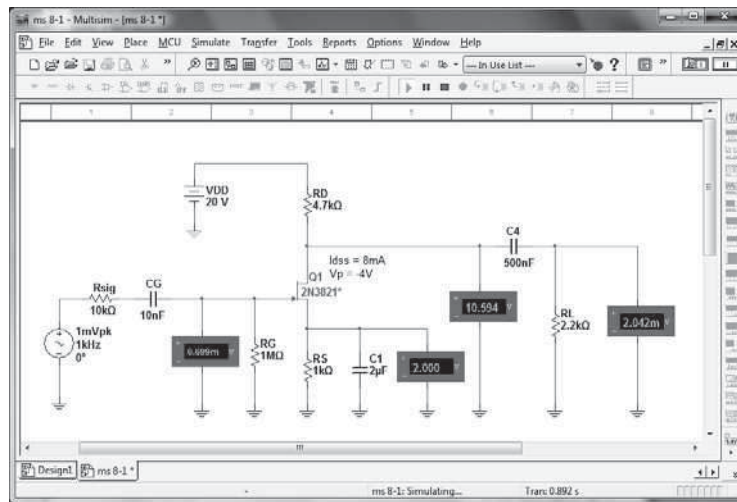 ms 8-1 - Multisim - [ms 8-1 *]
File Edit View Place MCU Simulate Transfer Tools Reports Options Window Help
--- In Use List ---
1 2 3 4 5 6 7 8
VDD
20 V
RD
4.7kΩ
C4
500nF
Idss = 8mA
Vp = -4V
Q1
2N3821*
Rsig
10kΩ
CG
10nF
10.594 V
RL
2.2kΩ
2.042m V
1mVpk
1kHz
0°
0.699m V
RG
1MΩ
RS
1kΩ
C1
2µF
2.000 V
Design1 ms 8-1 *
ms 8-1: Simulating... Tran: 0.892 s